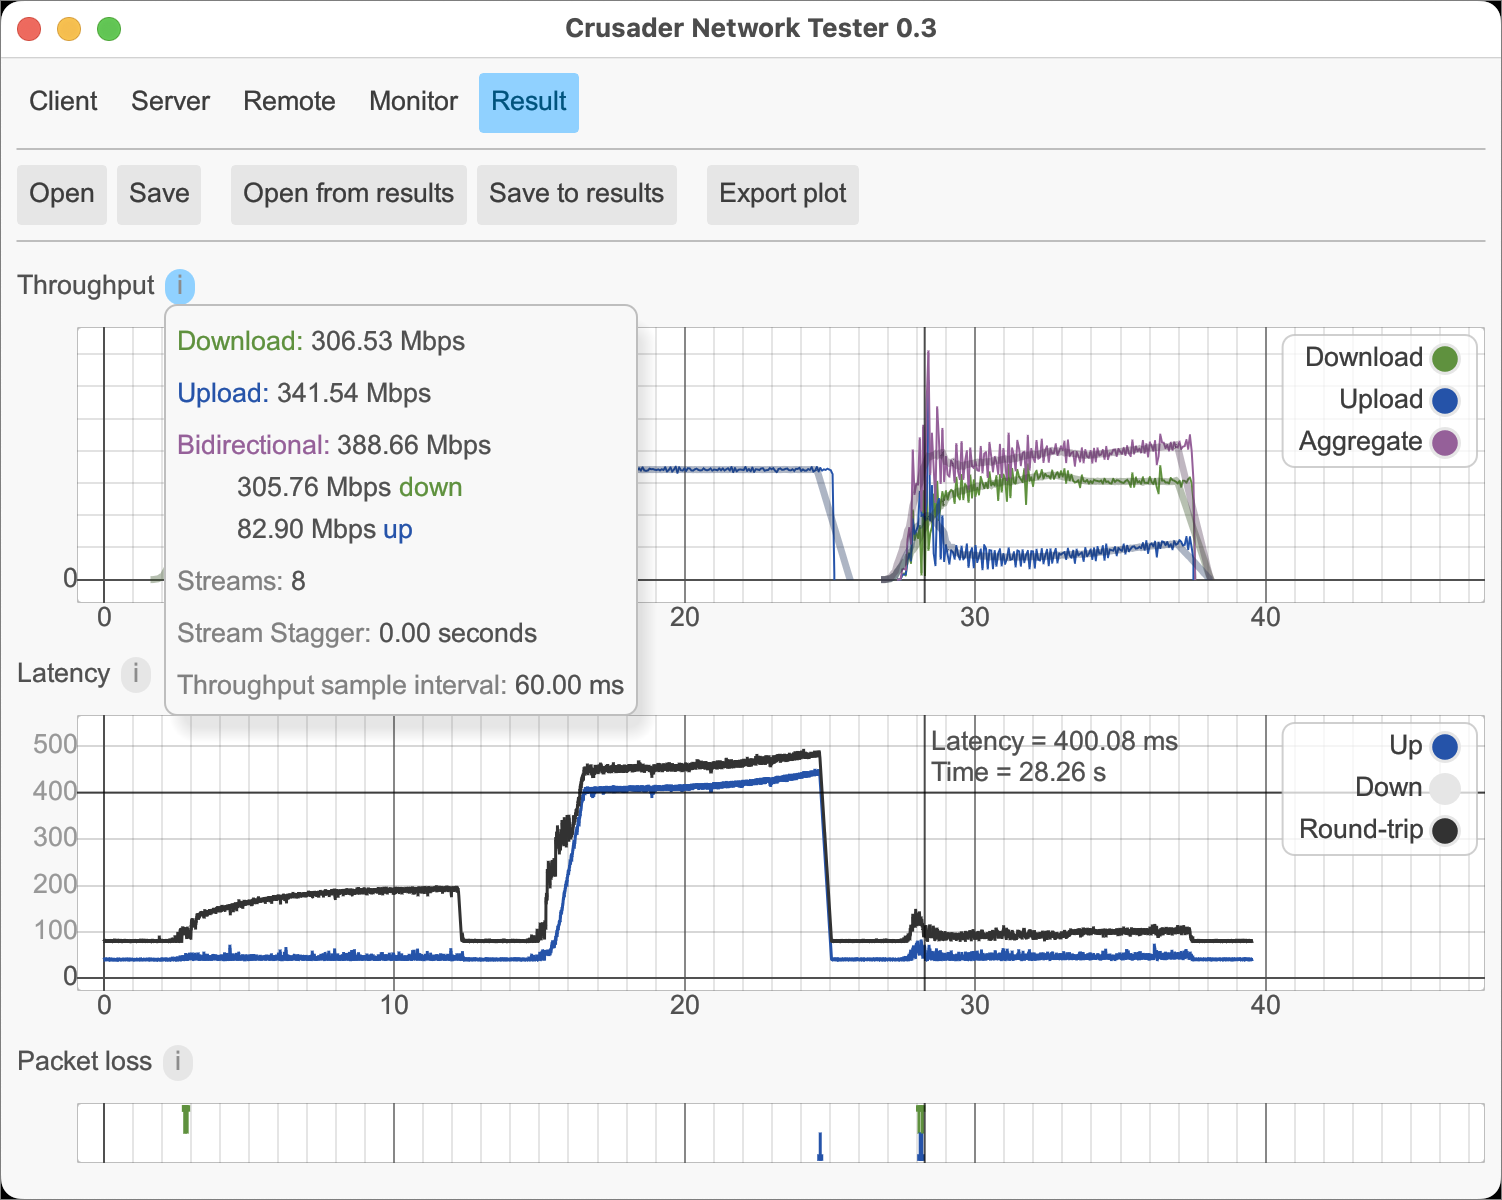 Crusader Network Tester 0.3
Client Server Remote Monitor Result
Open Save Open from results Save to results Export plot
Throughput i
Download: 306.53 Mbps
Upload: 341.54 Mbps
Bidirectional: 388.66 Mbps
305.76 Mbps down
82.90 Mbps up
Streams: 8
Stream Stagger: 0.00 seconds
Throughput sample interval: 60.00 ms
Download
Upload
Aggregate
0
0 20 30 40
Latency i
500
400
300
200
100
0
Latency = 400.08 ms
Time = 28.26 s
Up
Down
Round-trip
0 10 20 30 40
Packet loss i